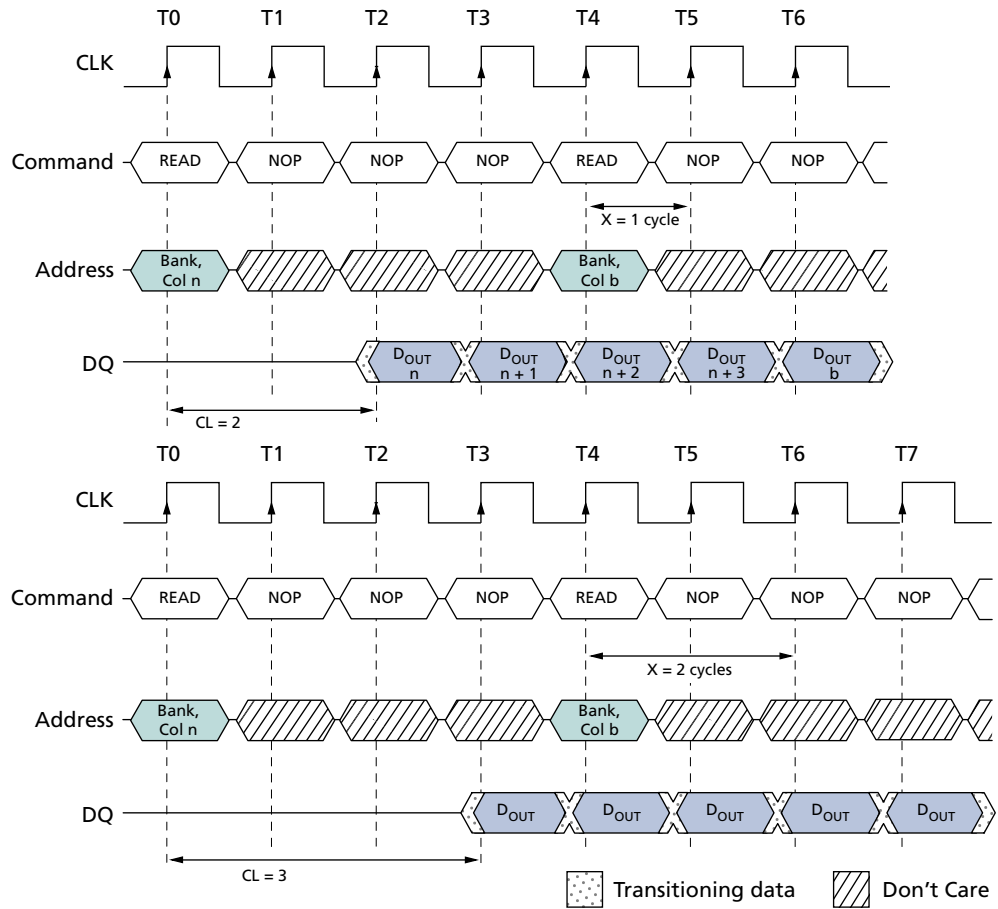 T0 T1 T2 T3 T4 T5 T6
CLK
Command READ NOP NOP NOP READ NOP NOP
X = 1 cycle
Address Bank, Col n Bank, Col b
DQ DOUT n DOUT n + 1 DOUT n + 2 DOUT n + 3 DOUT b
CL = 2
T0 T1 T2 T3 T4 T5 T6 T7
CLK
Command READ NOP NOP NOP READ NOP NOP NOP
X = 2 cycles
Address Bank, Col n Bank, Col b
DQ DOUT DOUT DOUT DOUT DOUT
CL = 3
Transitioning data Don't Care